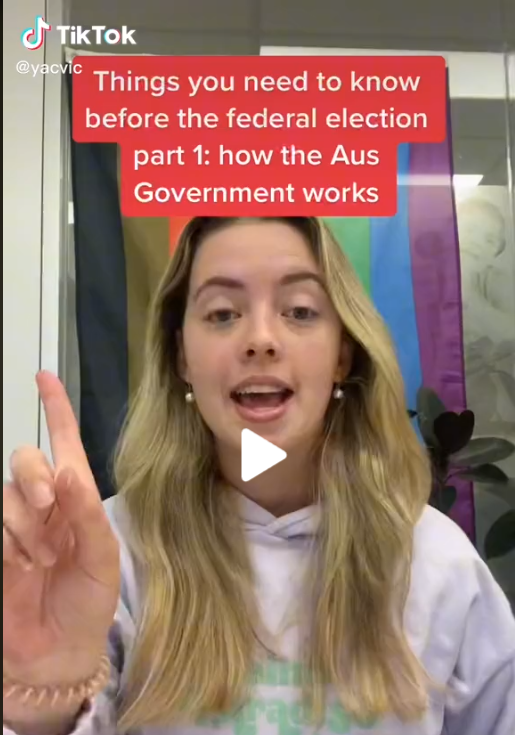 TikTok
@yacvic
Things you need to know
before the federal election
part 1: how the Aus
Government works